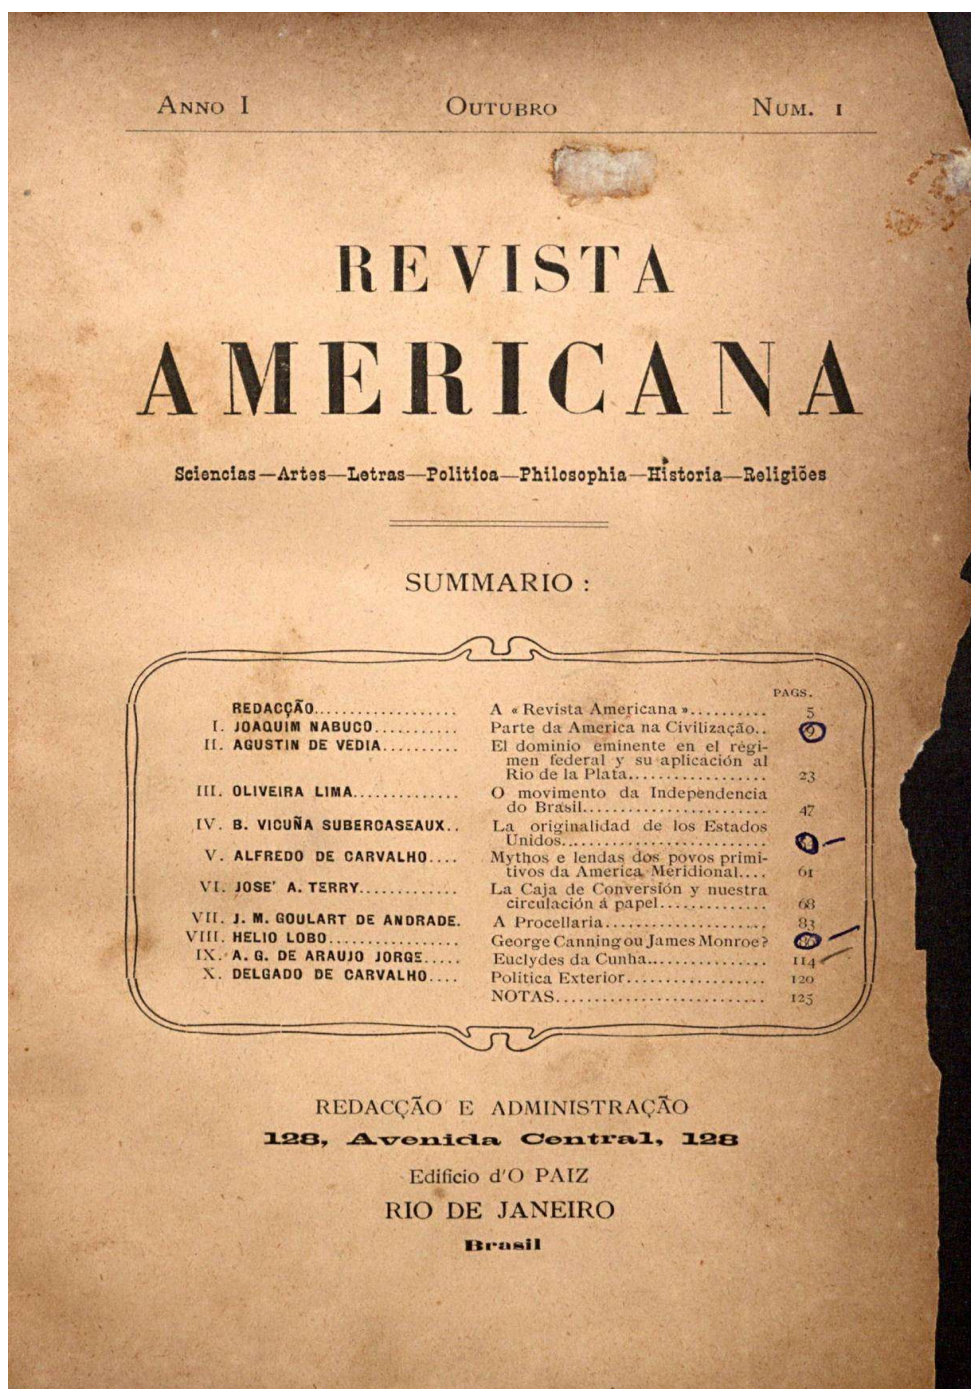 ANNO I OUTUBRO NUM. 1
REVISTA
AMERICANA
Sciencias—Artes—Letras—Politica—Philosophia—Historia—Religiões
SUMMARIO :
PAGS.
REDACÇÃO................... A « Revista Americana ».......... 5
I. JOAQUIM NABUCO........... Parte da America na Civilização..
II. AGUSTIN DE VEDIA.......... El dominio eminente en el régi-
men federal y su aplicación al
Rio de la Plata.................. 23
III. OLIVEIRA LIMA.............. O movimento da Independencia
do Brasil........................ 47
IV. B. VICUÑA SUBERCASEAUX.. La originalidad de los Estados
Unidos...........................
V. ALFREDO DE CARVALHO.... Mythos e lendas dos povos primi-
tivos da America Meridional.... 61
VI. JOSE' A. TERRY............. La Caja de Conversión y nuestra
circulación á papel.............. 68
VII. J. M. GOULART DE ANDRADE. A Procellaria..................... 83
VIII. HELIO LOBO................. George Canning ou James Monroe?
IX. A. G. DE ARAUJO JORGE..... Euclydes da Cunha............... 114
X. DELGADO DE CARVALHO.... Politica Exterior.................. 120
NOTAS........................... 125
REDACÇÃO E ADMINISTRAÇÃO
128, Avenida Central, 128
Edificio d'O PAIZ
RIO DE JANEIRO
Brasil